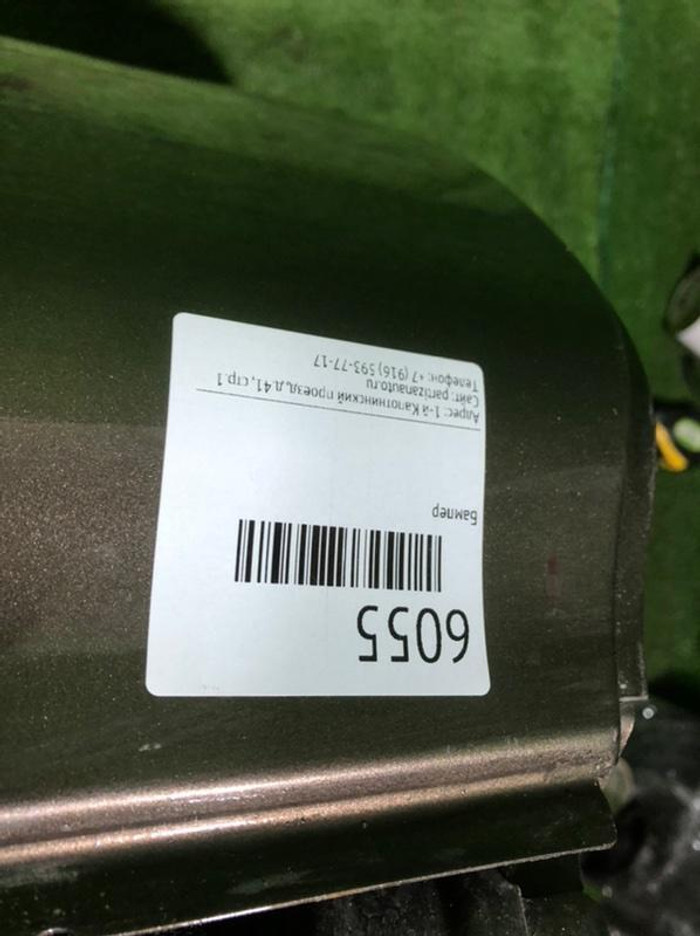 6055
Бампер
Адрес: 1-й Капотнинский проезд, д.41, стр.1
Сайт: partizanauto.ru
Телефон: +7 (916) 593-77-17